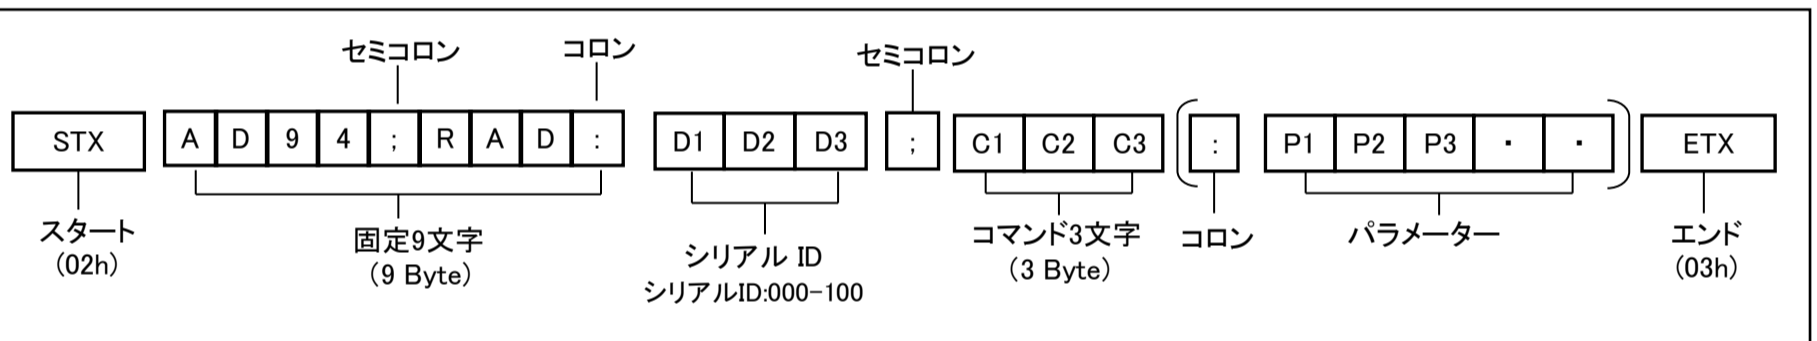 セミコロン コロン セミコロン
STX A D 9 4 ; R A D : D1 D2 D3 ; C1 C2 C3 : P1 P2 P3 ・ ・ ETX
スタート
(02h)
固定9文字
(9 Byte)
シリアル ID
シリアルID:000-100
コマンド3文字
(3 Byte)
コロン
パラメーター
エンド
(03h)